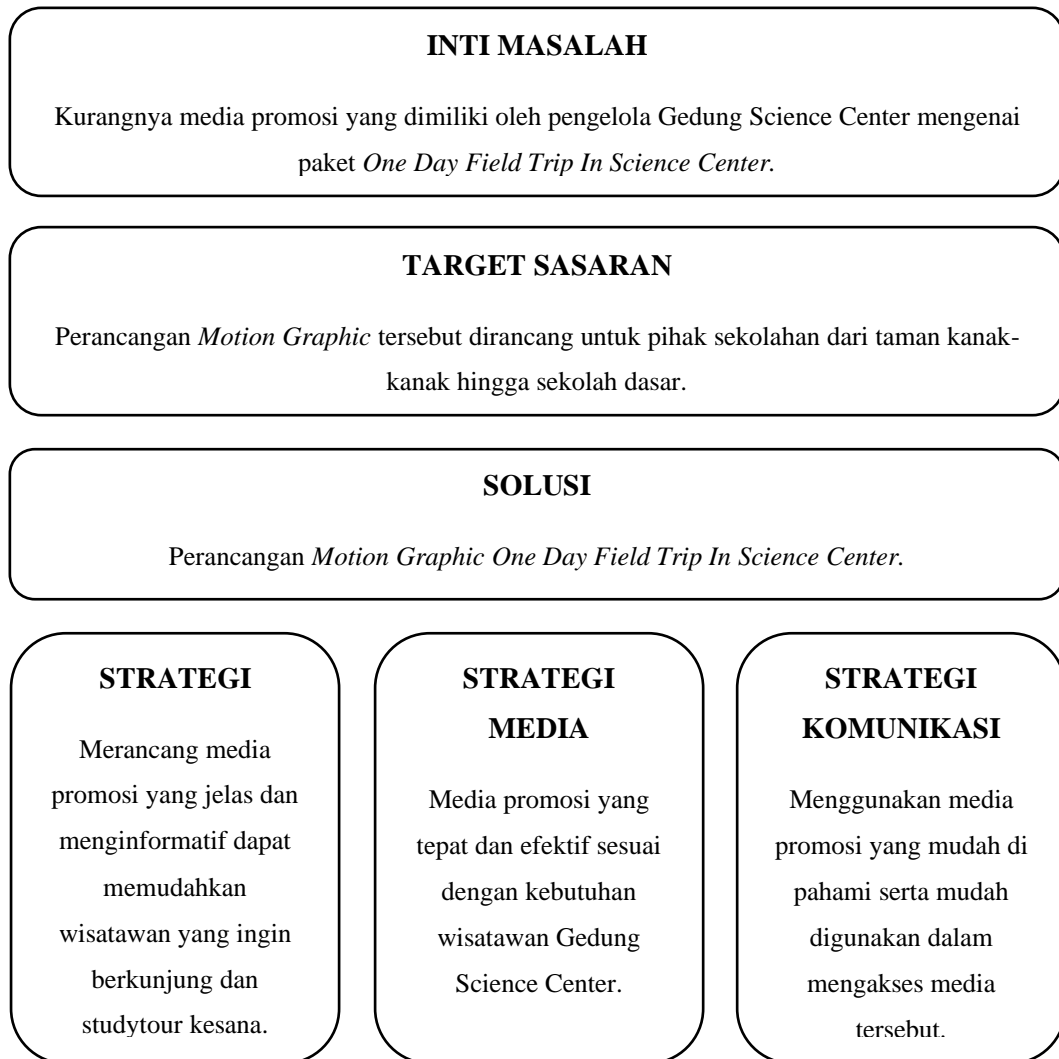 INTI MASALAH
Kurangnya media promosi yang dimiliki oleh pengelola Gedung Science Center mengenai
paket One Day Field Trip In Science Center.
TARGET SASARAN
Perancangan Motion Graphic tersebut dirancang untuk pihak sekolahan dari taman kanak-
kanak hingga sekolah dasar.
SOLUSI
Perancangan Motion Graphic One Day Field Trip In Science Center.
STRATEGI
Merancang media
promosi yang jelas dan
menginformatif dapat
memudahkan
wisatawan yang ingin
berkunjung dan
studytour kesana.
STRATEGI
MEDIA
Media promosi yang
tepat dan efektif sesuai
dengan kebutuhan
wisatawan Gedung
Science Center.
STRATEGI
KOMUNIKASI
Menggunakan media
promosi yang mudah di
pahami serta mudah
digunakan dalam
mengakses media
tersebut.